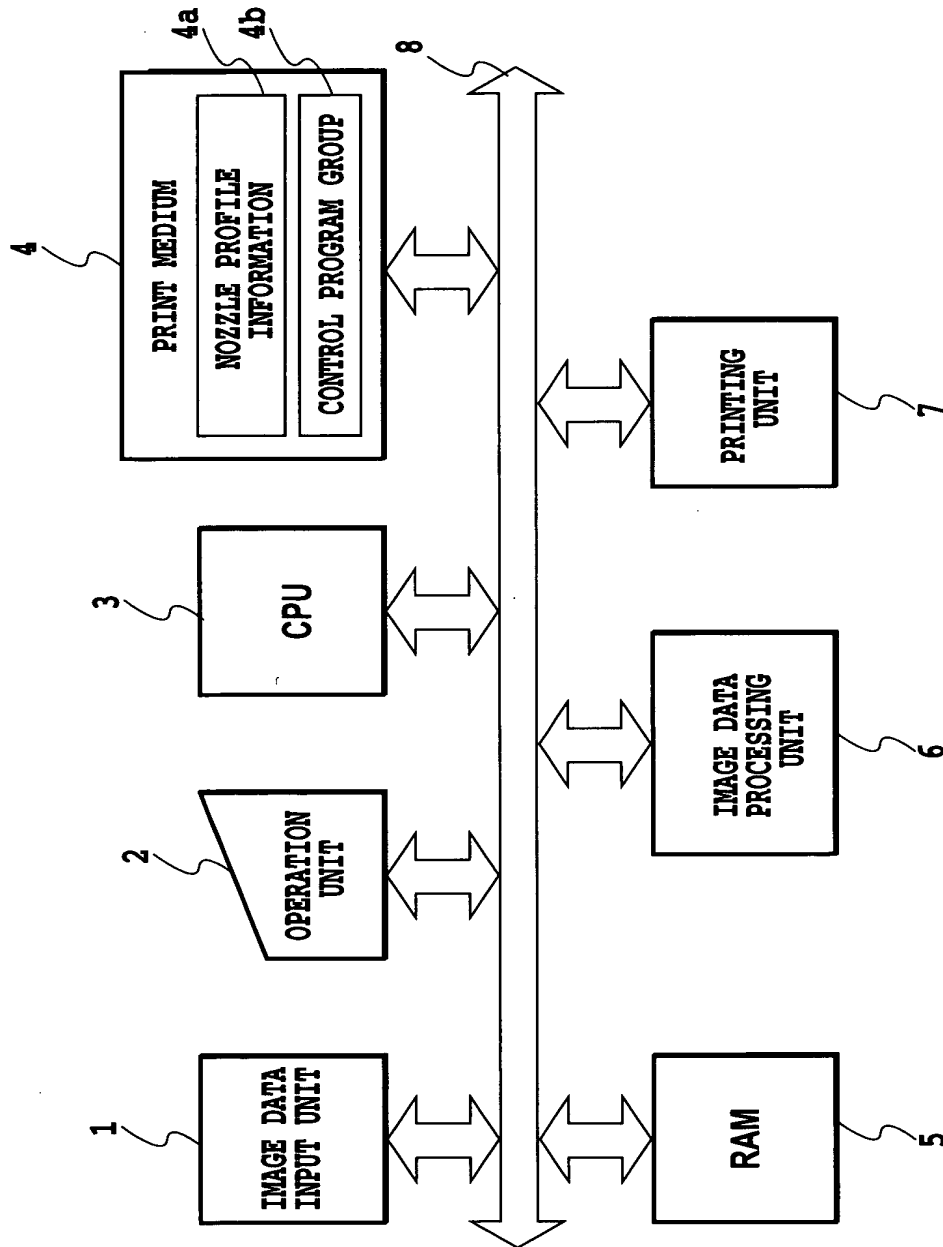 1
IMAGE DATA
INPUT UNIT
2
OPERATION
UNIT
3
CPU
4
PRINT MEDIUM
4a
NOZZLE PROFILE
INFORMATION
4b
CONTROL PROGRAM GROUP
8
RAM
5
IMAGE DATA
PROCESSING
UNIT
6
PRINTING
UNIT
7